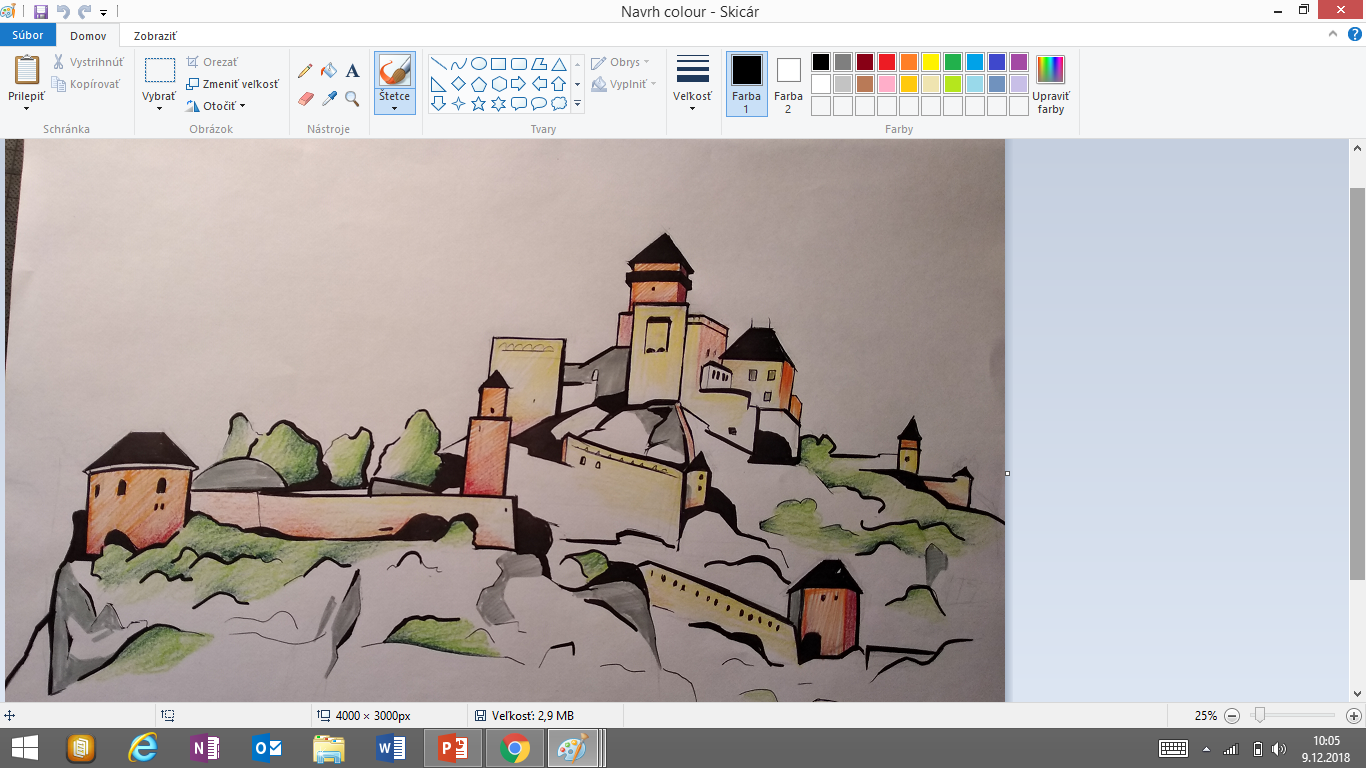 Navrh colour - Skicár
Súbor
Domov
Zobraziť
Prilepiť
Vystrihnúť
Kopírovať
Schránka
Vybrať
Orezať
Zmeniť veľkosť
Otočiť
Obrázok
A
Nástroje
Štetce
Obrys
Vyplniť
Tvary
Veľkosť
Farba
1
Farba
2
Upraviť
farby
Farby
4000 × 3000px
Veľkosť: 2,9 MB
25%
10:05
9.12.2018